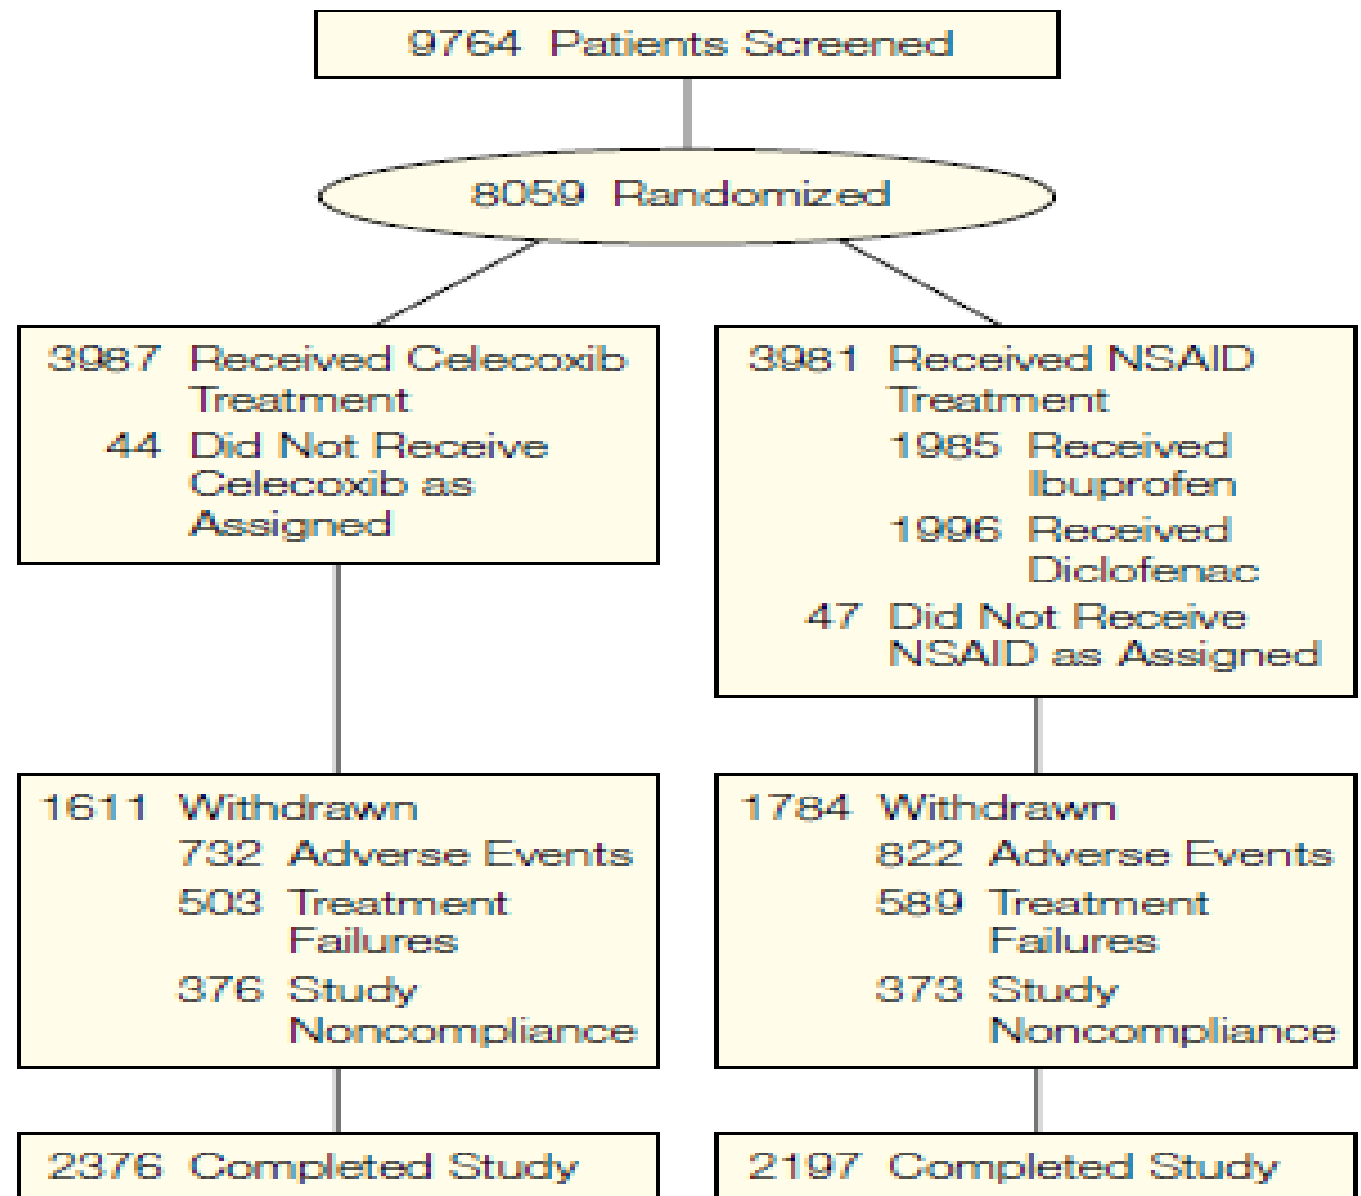 9764 Patients Screened
8059 Randomized
3987 Received Celecoxib
Treatment
44 Did Not Receive
Celecoxib as
Assigned
3981 Received NSAID
Treatment
1985 Received
Ibuprofen
1996 Received
Diclofenac
47 Did Not Receive
NSAID as Assigned
1611 Withdrawn
732 Adverse Events
503 Treatment
Failures
376 Study
Noncompliance
1784 Withdrawn
822 Adverse Events
589 Treatment
Failures
373 Study
Noncompliance
2376 Completed Study
2197 Completed Study